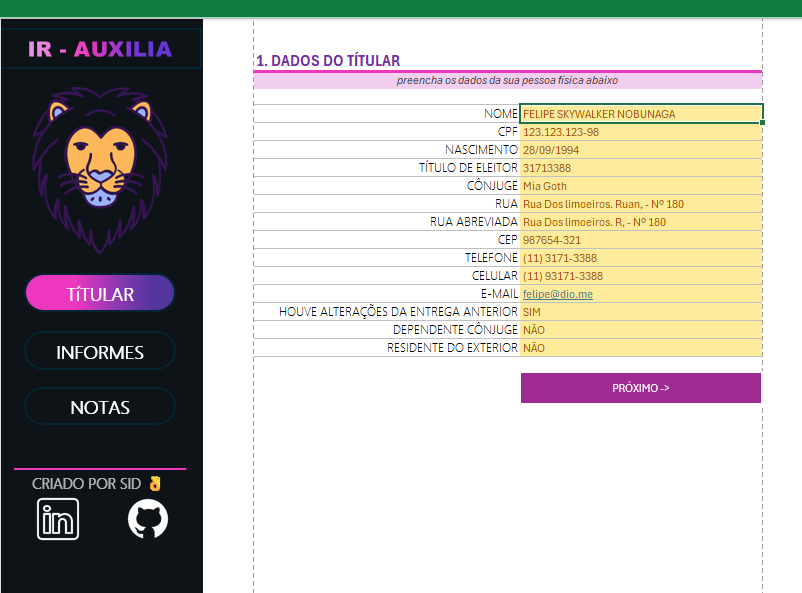 IR - AUXILIA
TíTULAR
INFORMES
NOTAS
CRIADO POR SID
in
1. DADOS DO TÍTULAR
preencha os dados da sua pessoa física abaixo
NOME FELIPE SKYWALKER NOBUNAGA
CPF 123.123.123-98
NASCIMENTO 28/09/1994
TÍTULO DE ELEITOR 31713388
CÔNJUGE Mia Goth
RUA Rua Dos limoeiros. Ruan, - Nº 180
RUA ABREVIADA Rua Dos limoeiros. R, - Nº 180
CEP 987654-321
TELEFONE (11) 3171-3388
CELULAR (11) 93171-3388
E-MAIL felipe@dio.me
HOUVE ALTERAÇÕES DA ENTREGA ANTERIOR SIM
DEPENDENTE CÔNJUGE NÃO
RESIDENTE DO EXTERIOR NÃO
PRÓXIMO ->